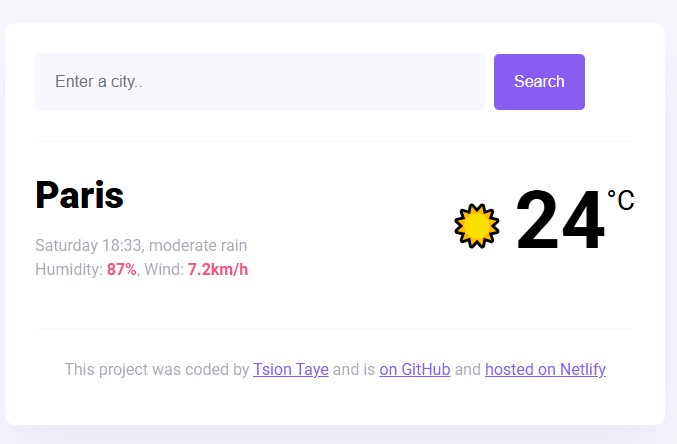 Enter a city..
Search
Paris
24°C
Saturday 18:33, moderate rain
Humidity: 87%, Wind: 7.2km/h
This project was coded by Tsion Taye and is on GitHub and hosted on Netlify